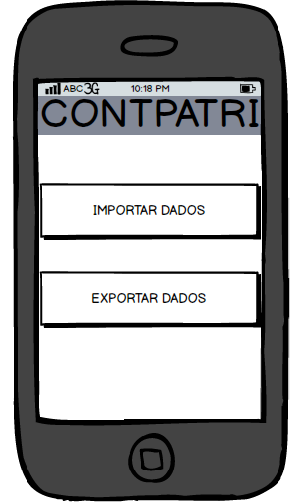 ABC 3G 10:18 PM
CONTPATRI
IMPORTAR DADOS
EXPORTAR DADOS